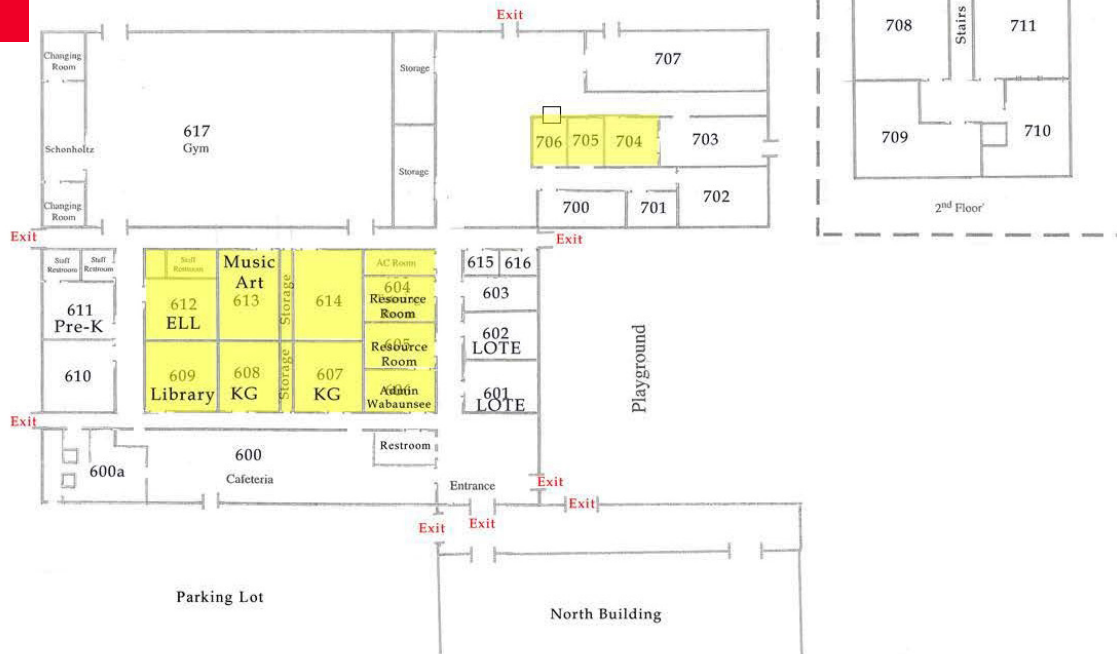 Exit
Stairs
708
711
Changing
Room
Storage
707
617
Gym
706
705
704
703
709
710
Schonholtz
Storage
Changing
Room
700
701
702
2nd Floor
Exit
Exit
Staff
Restroom
Staff
Restroom
Staff
Restroom
Music
Art
613
Storage
614
AC Room
604
Resource
Room
615
616
603
611
Pre-K
612
ELL
602
LOTE
Playground
605
Resource
Room
610
609
Library
608
KG
Storage
607
KG
Admin
Wabaunsee
601
LOTE
Exit
600a
600
Cafeteria
Restroom
Entrance
Exit
Exit
Exit
Exit
Parking Lot
North Building